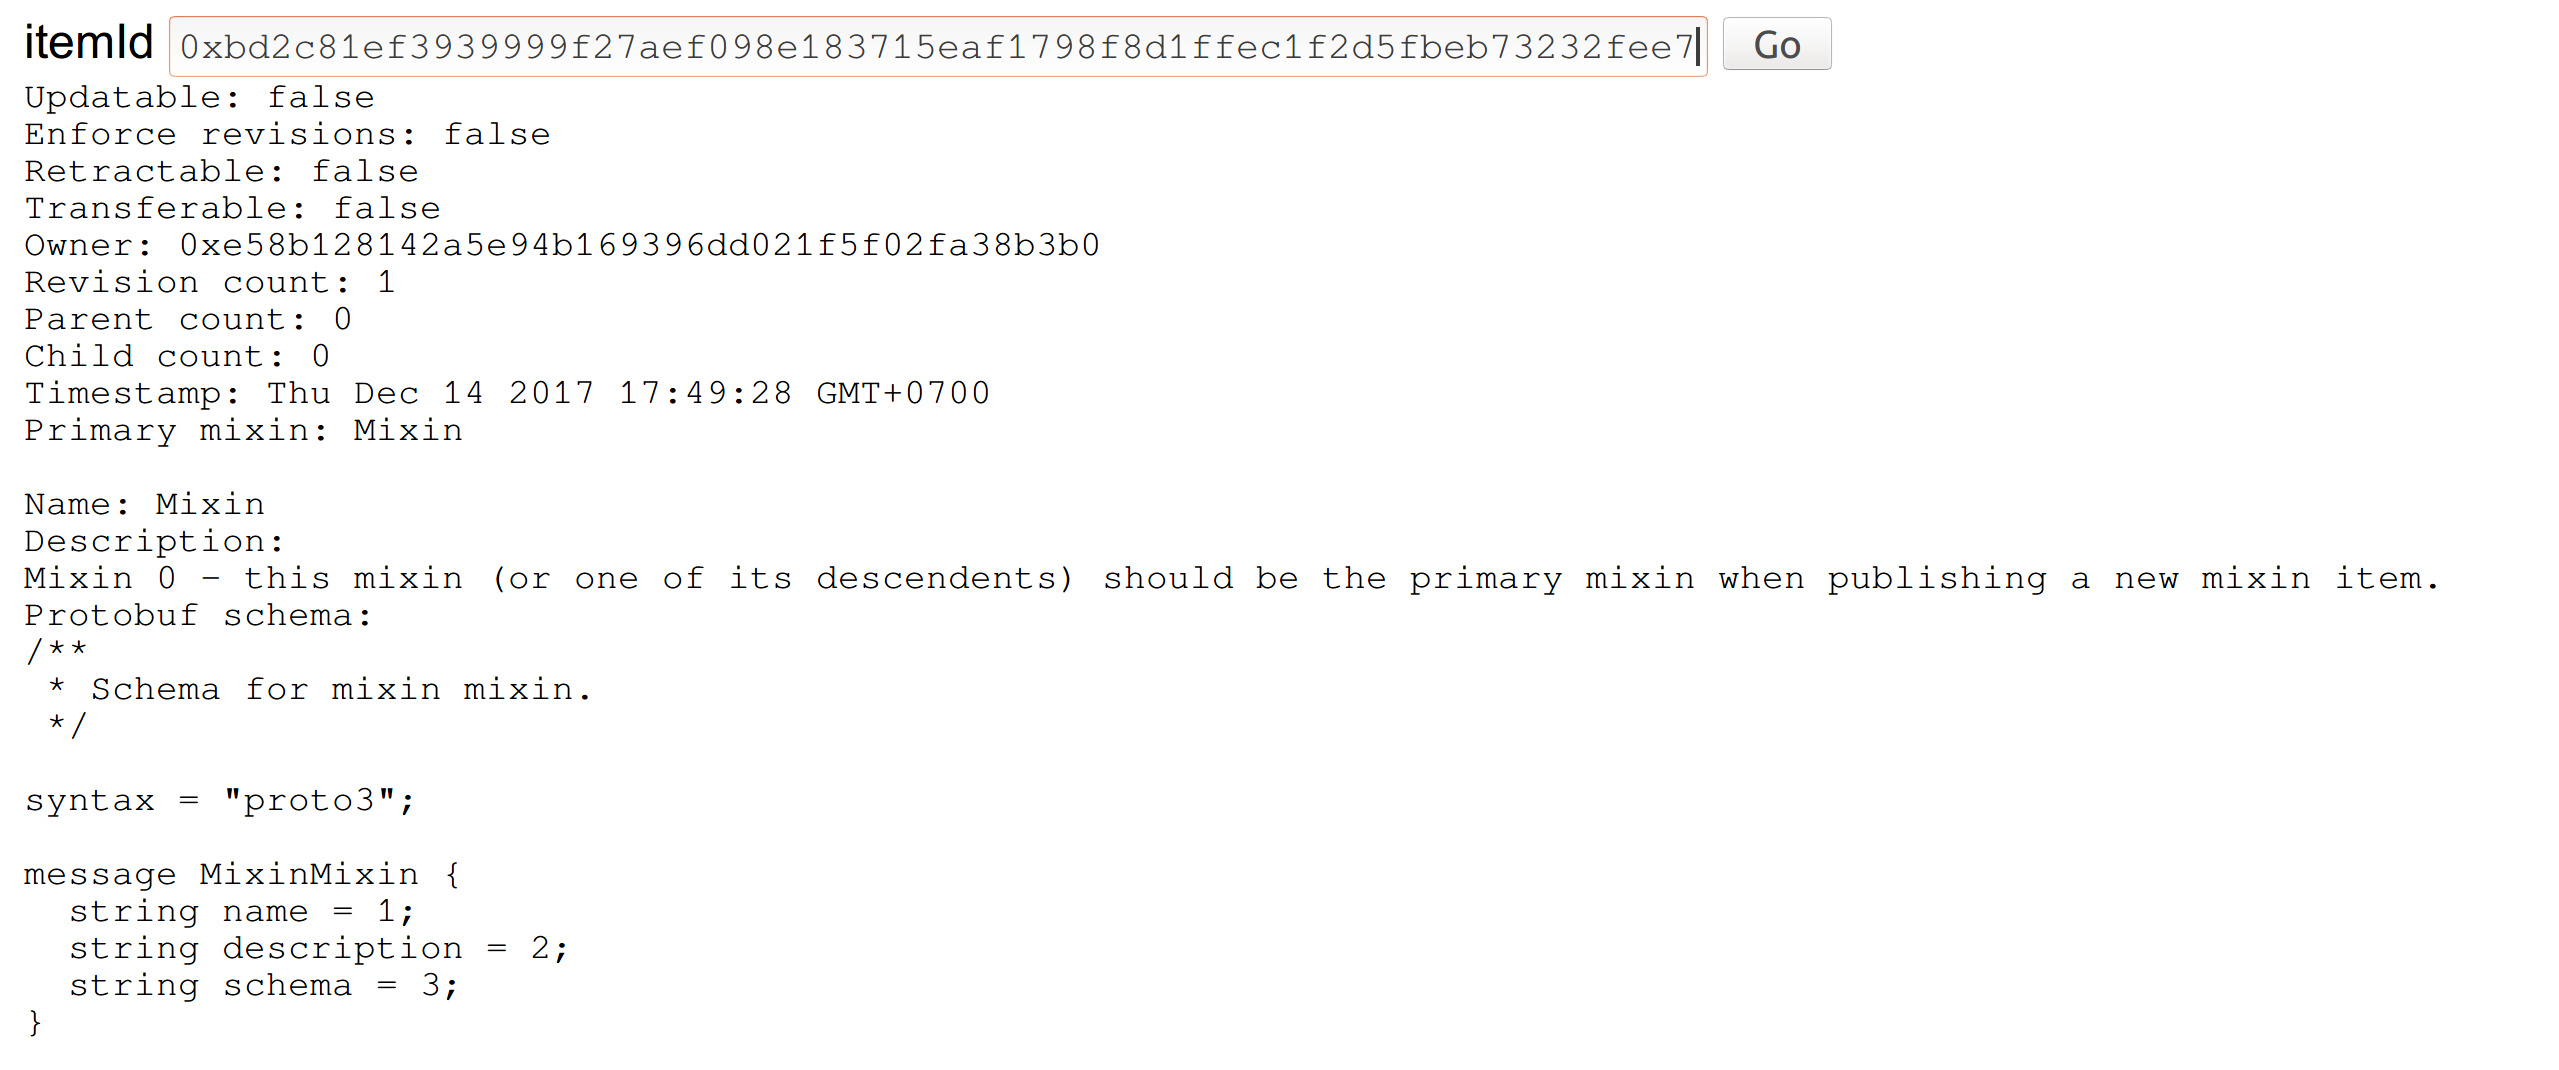 itemId 0xbd2c81ef3939999f27aef098e183715eaf1798f8d1ffec1f2d5fbeb73232fee7 Go
Updatable: false
Enforce revisions: false
Retractable: false
Transferable: false
Owner: 0xe58b128142a5e94b169396dd021f5f02fa38b3b0
Revision count: 1
Parent count: 0
Child count: 0
Timestamp: Thu Dec 14 2017 17:49:28 GMT+0700
Primary mixin: Mixin
Name: Mixin
Description:
Mixin 0 – this mixin (or one of its descendents) should be the primary mixin when publishing a new mixin item.
Protobuf schema:
/**
 * Schema for mixin mixin.
 */
syntax = "proto3";
message MixinMixin {
  string name = 1;
  string description = 2;
  string schema = 3;
}